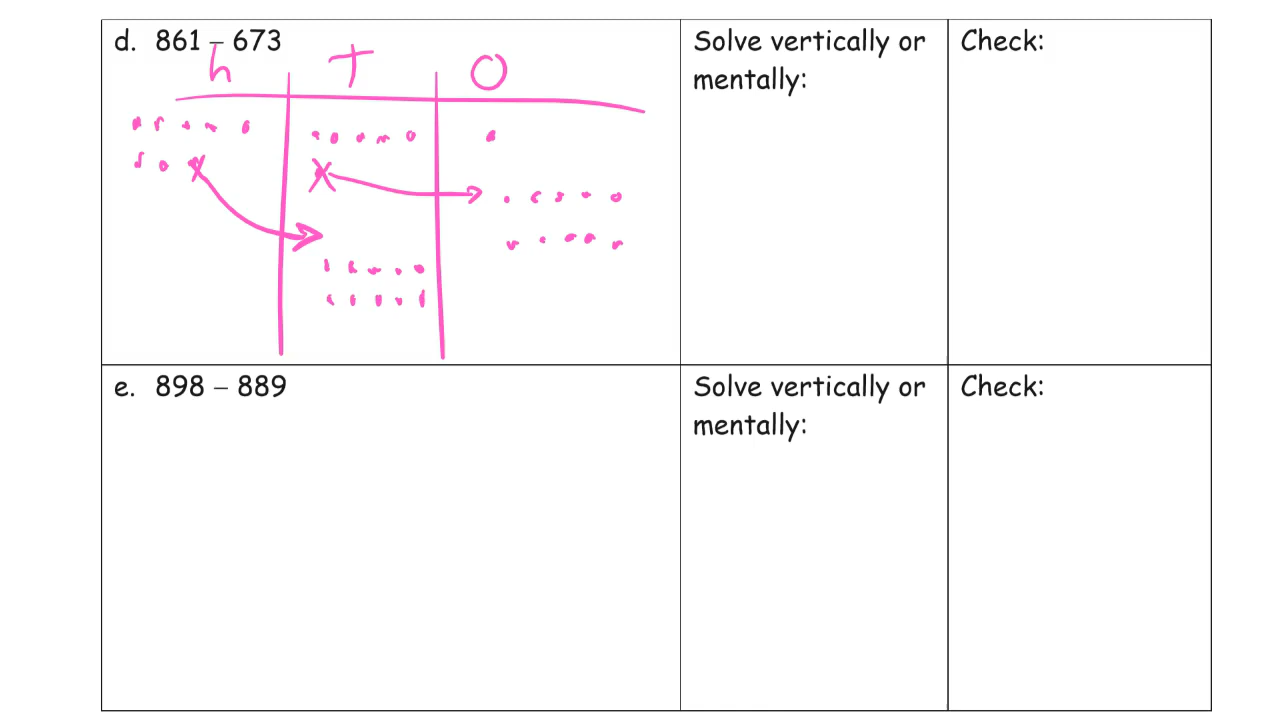 d. 861 – 673
h T O
Solve vertically or
mentally:
Check:
e. 898 – 889
Solve vertically or
mentally:
Check: